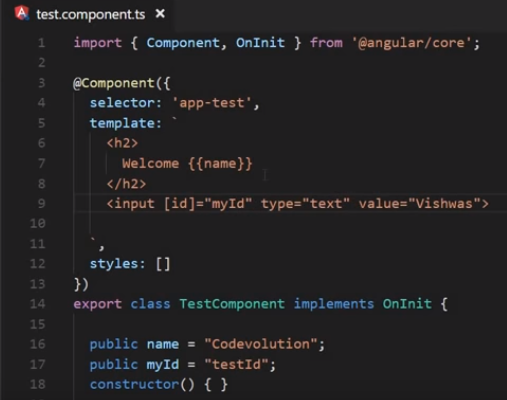 test.component.ts ×
1 import { Component, OnInit } from '@angular/core';
2
3 @Component({
4   selector: 'app-test',
5   template: `
6     <h2>
7       Welcome {{name}}
8     </h2>
9     <input [id]="myId" type="text" value="Vishwas">
10
11   `,
12   styles: []
13 })
14 export class TestComponent implements OnInit {
15
16   public name = "Codevolution";
17   public myId = "testId";
18   constructor() { }